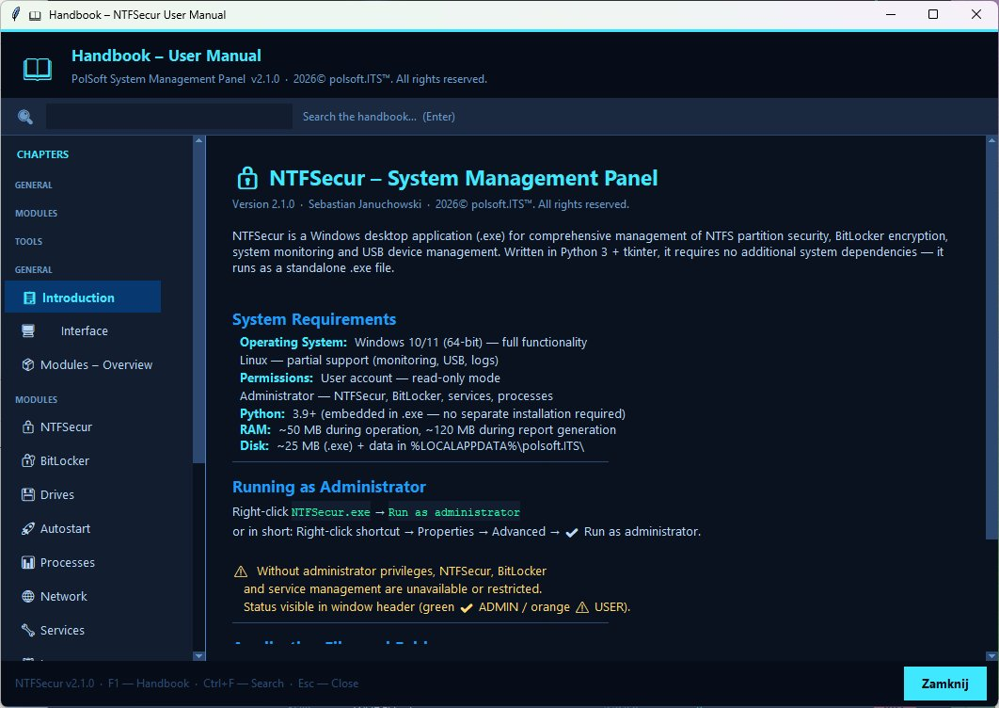 Handbook – NTFSecur User Manual
Handbook – User Manual
PolSoft System Management Panel v2.1.0 · 2026© polsoft.ITS™. All rights reserved.
Search the handbook... (Enter)
CHAPTERS
GENERAL
MODULES
TOOLS
GENERAL
Introduction
Interface
Modules – Overview
MODULES
NTFSecur
BitLocker
Drives
Autostart
Processes
Network
Services
NTFSecur – System Management Panel
Version 2.1.0 · Sebastian Januchowski · 2026© polsoft.ITS™. All rights reserved.
NTFSecur is a Windows desktop application (.exe) for comprehensive management of NTFS partition security, BitLocker encryption,
system monitoring and USB device management. Written in Python 3 + tkinter, it requires no additional system dependencies — it
runs as a standalone .exe file.
System Requirements
Operating System: Windows 10/11 (64-bit) — full functionality
Linux — partial support (monitoring, USB, logs)
Permissions: User account — read-only mode
Administrator — NTFSecur, BitLocker, services, processes
Python: 3.9+ (embedded in .exe — no separate installation required)
RAM: ~50 MB during operation, ~120 MB during report generation
Disk: ~25 MB (.exe) + data in %LOCALAPPDATA%\polsoft.ITS\
Running as Administrator
Right-click NTFSecur.exe → Run as administrator
or in short: Right-click shortcut → Properties → Advanced → ✔ Run as administrator.
⚠ Without administrator privileges, NTFSecur, BitLocker
and service management are unavailable or restricted.
Status visible in window header (green ✔ ADMIN / orange ⚠ USER).
NTFSecur v2.1.0 · F1 — Handbook · Ctrl+F — Search · Esc — Close
Zamknij